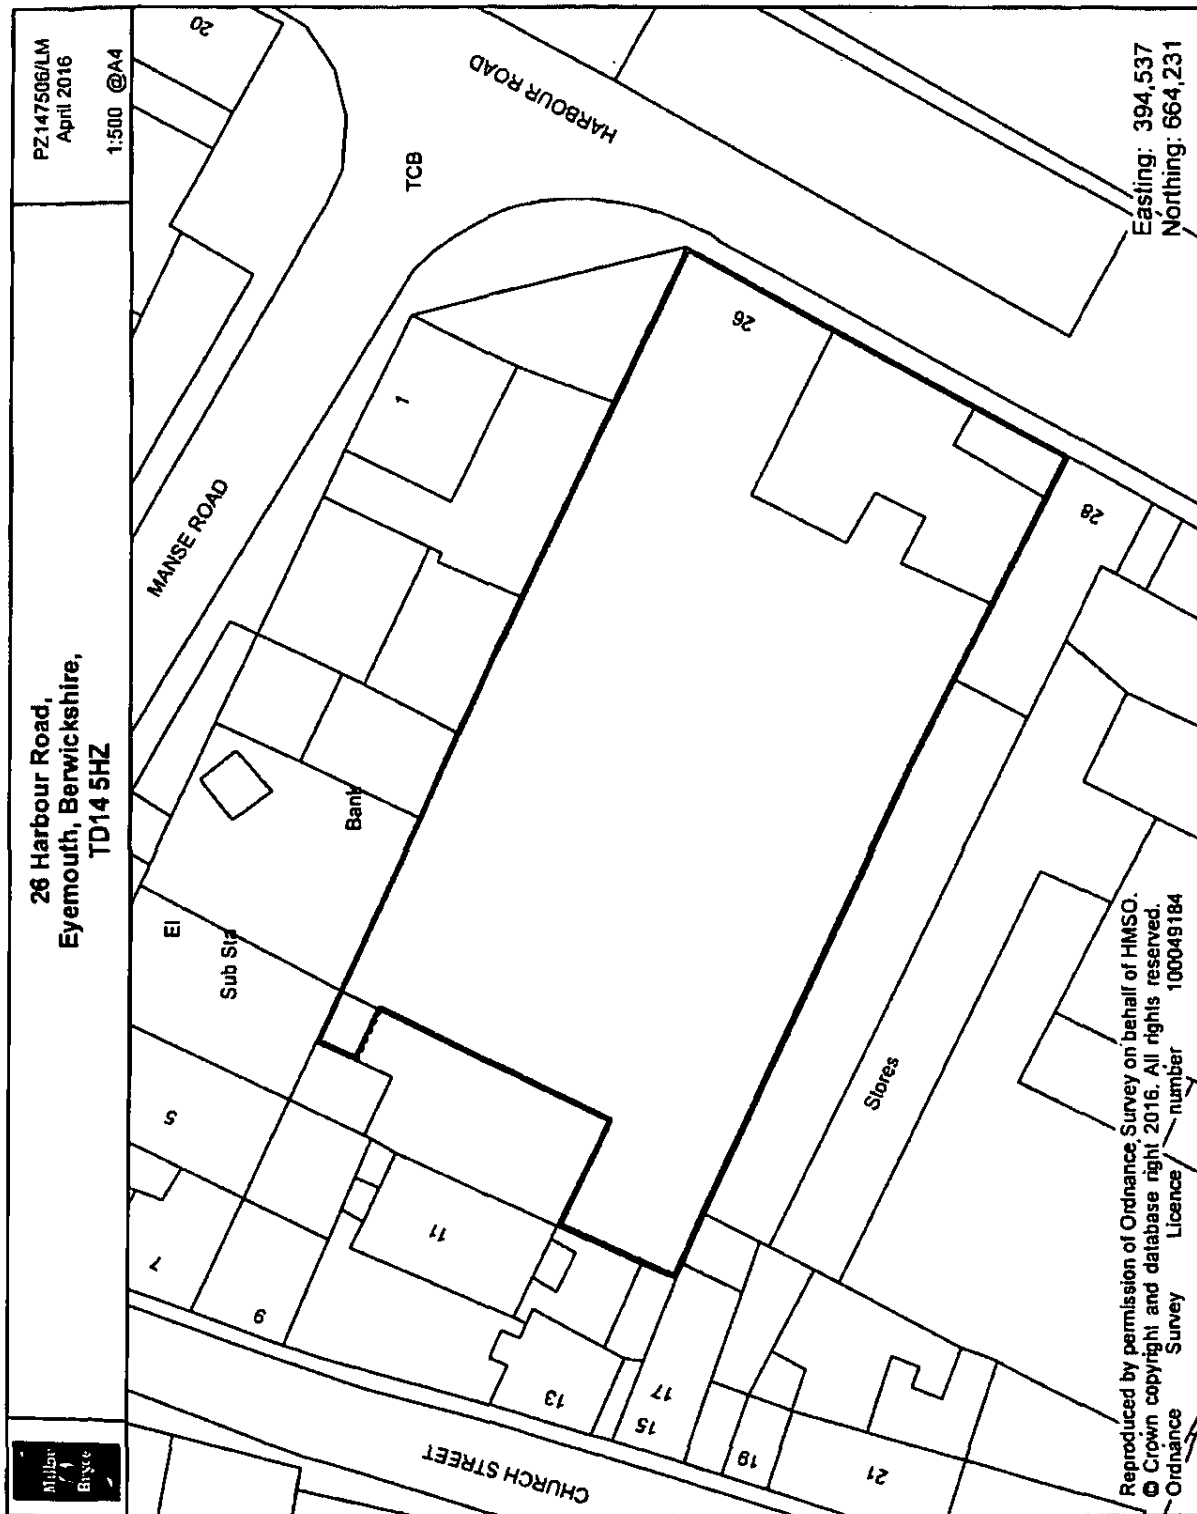 Millar
Bryce
26 Harbour Road,
Eyemouth, Berwickshire,
TD14 5HZ
PZ147506/LM
April 2016
1:500 @A4
20
HARBOUR ROAD
TCB
MANSE ROAD
1
26
28
Bank
El
Sub Sta
5
7
9
11
13
15
17
19
21
Stores
CHURCH STREET
Easting: 394,537
Northing: 664,231
Reproduced by permission of Ordnance Survey on behalf of HMSO.
© Crown copyright and database right 2016. All rights reserved.
Ordnance Survey Licence number 100049184